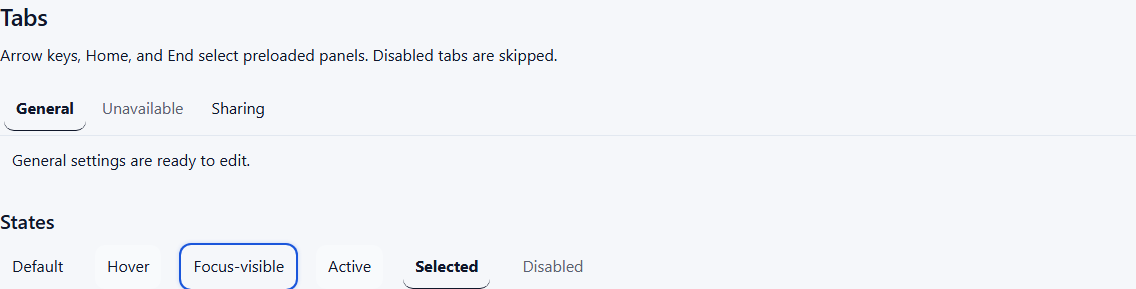 Tabs
Arrow keys, Home, and End select preloaded panels. Disabled tabs are skipped.
General Unavailable Sharing
General settings are ready to edit.
States
Default Hover Focus-visible Active Selected Disabled